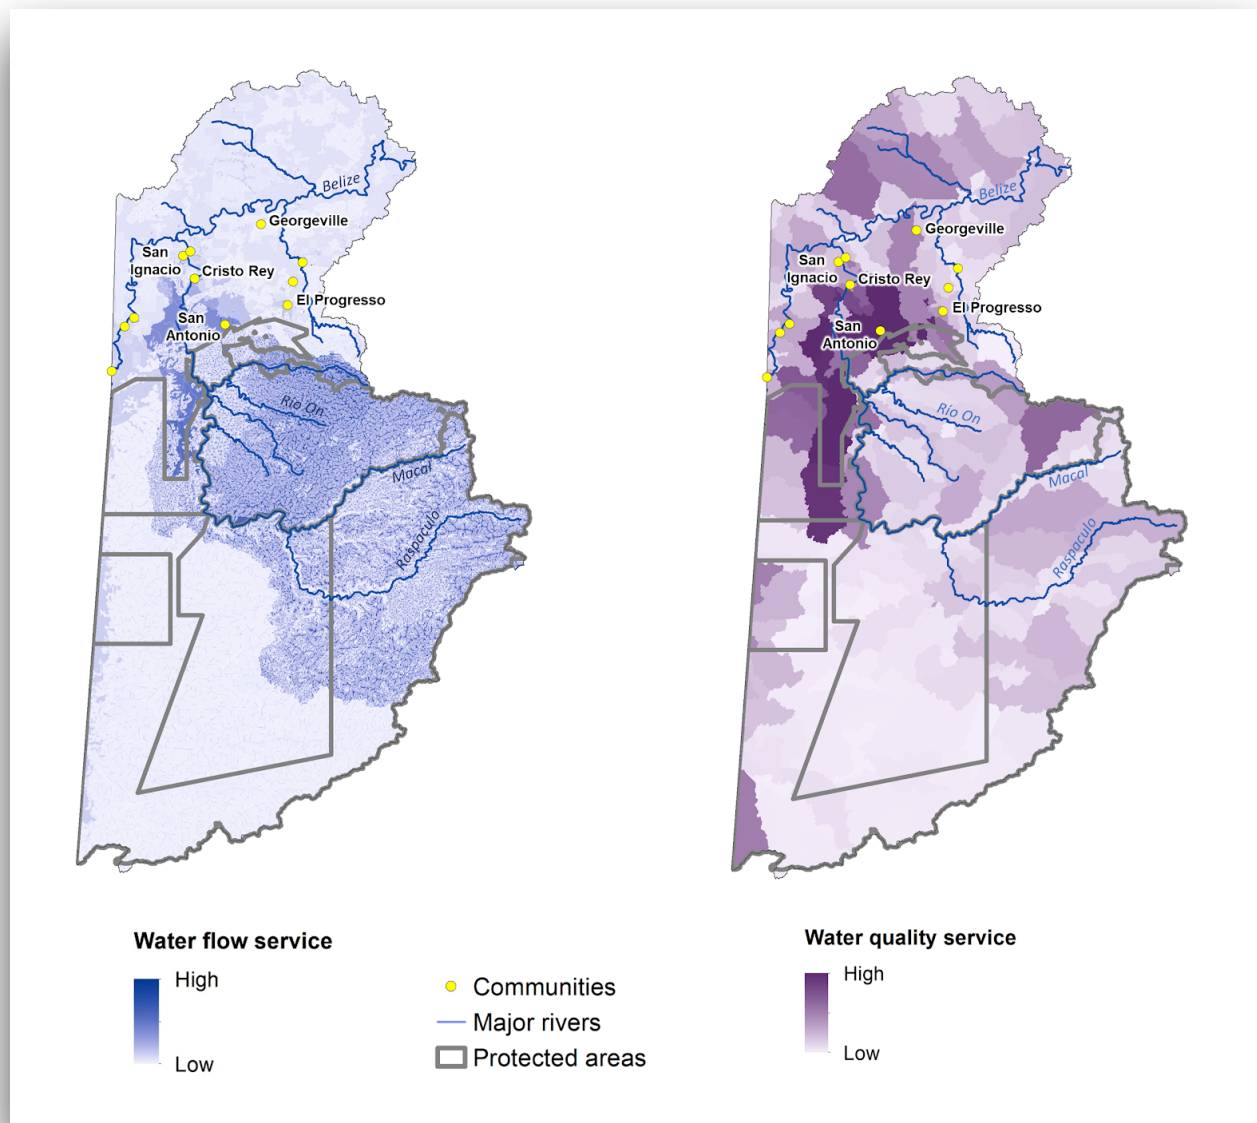 Belize
Georgeville
San
Ignacio
Cristo Rey
El Progresso
San
Antonio
Rio On
Macal
Raspaculo
Belize
Georgeville
San
Ignacio
Cristo Rey
El Progresso
San
Antonio
Rio On
Macal
Raspaculo
Water flow service
High
Low
Communities
Major rivers
Protected areas
Water quality service
High
Low